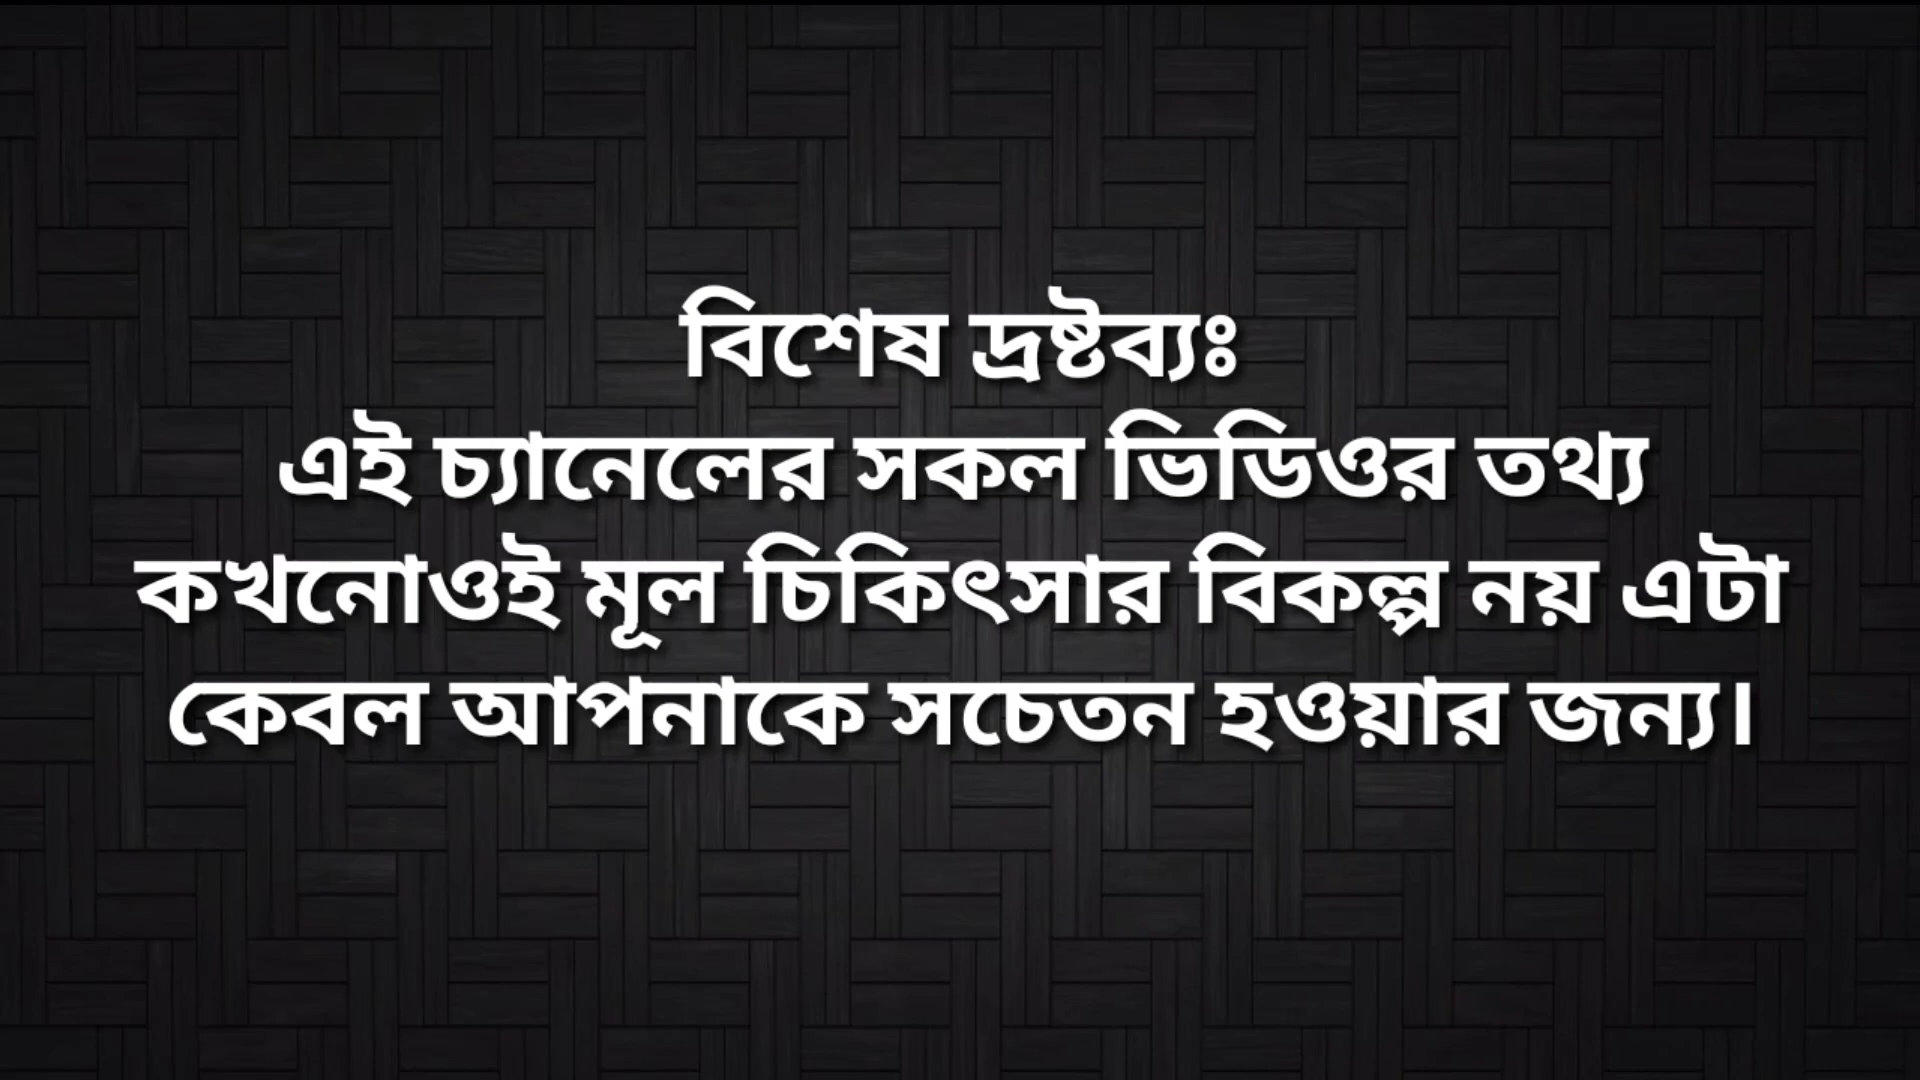 বিশেষ দ্রষ্টব্যঃ
এই চ্যানেলের সকল ভিডিওর তথ্য
কখনোওই মূল চিকিৎসার বিকল্প নয় এটা
কেবল আপনাকে সচেতন হওয়ার জন্য।